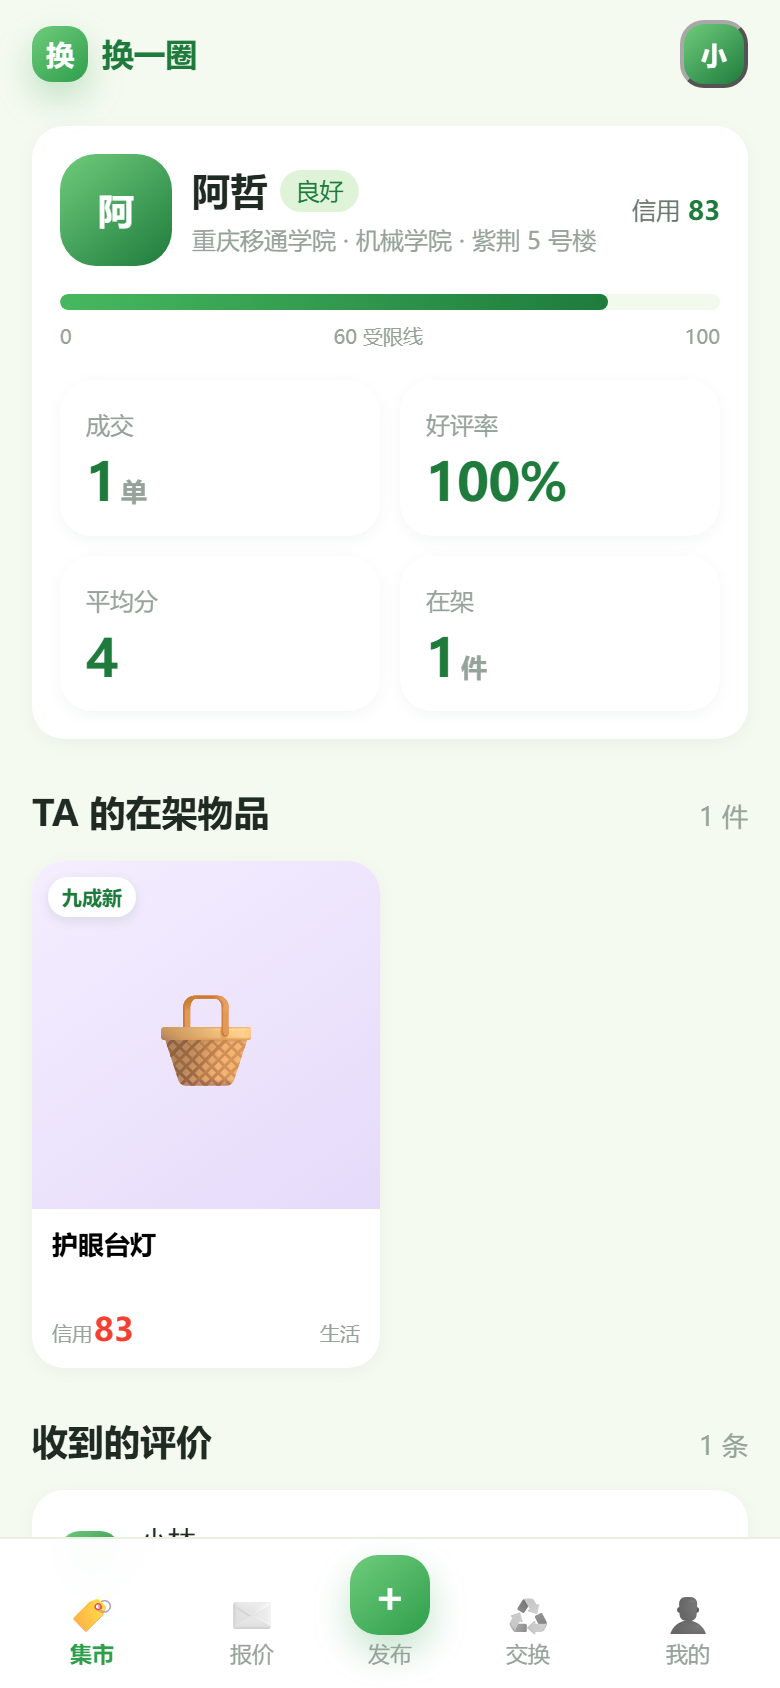 换 换一圈 小
阿
阿哲 良好
重庆移通学院 · 机械学院 · 紫荆 5 号楼
信用 83
0 60 受限线 100
成交
1 单
好评率
100%
平均分
4
在架
1 件
TA 的在架物品 1 件
九成新
护眼台灯
信用83 生活
收到的评价 1 条
小林
+
集市 报价 发布 交换 我的